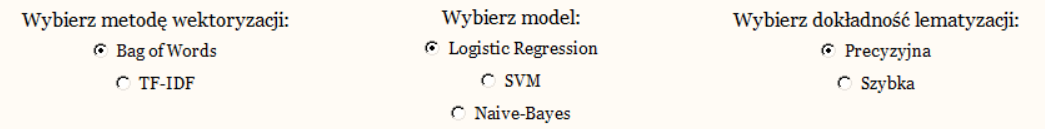 Wybierz metodę wektoryzacji:
Bag of Words
TF-IDF
Wybierz model:
Logistic Regression
SVM
Naive-Bayes
Wybierz dokładność lematyzacji:
Precyzyjna
Szybka